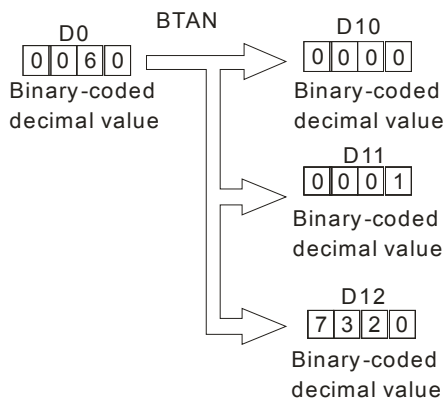 BTAN
D0
0 0 6 0
Binary-coded
decimal value
D10
0 0 0 0
Binary-coded
decimal value
D11
0 0 0 1
Binary-coded
decimal value
D12
7 3 2 0
Binary-coded
decimal value